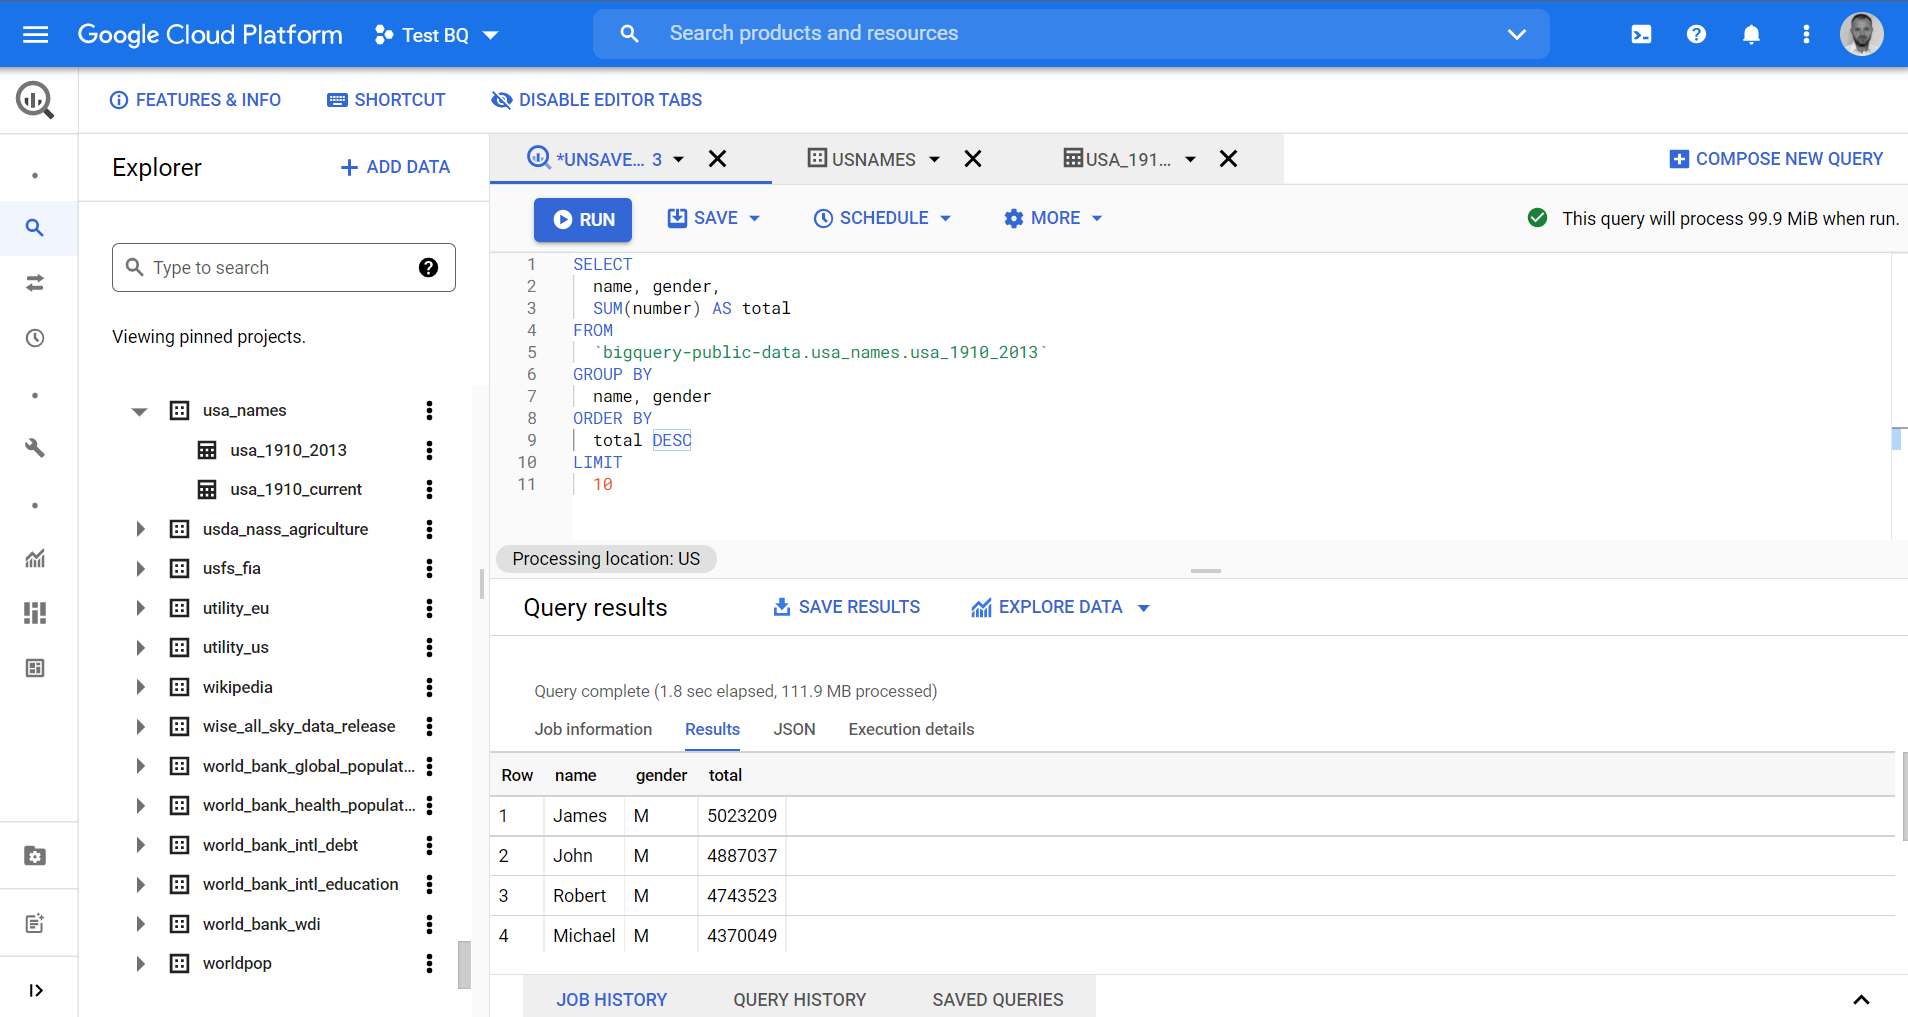 Google Cloud Platform
Test BQ
Search products and resources
FEATURES & INFO
SHORTCUT
DISABLE EDITOR TABS
Explorer
ADD DATA
*UNSAVE... 3
USNAMES
USA_191...
COMPOSE NEW QUERY
RUN
SAVE
SCHEDULE
MORE
This query will process 99.9 MiB when run.
Type to search
Viewing pinned projects.
usa_names
usa_1910_2013
usa_1910_current
usda_nass_agriculture
usfs_fia
utility_eu
utility_us
wikipedia
wise_all_sky_data_release
world_bank_global_populat...
world_bank_health_populat...
world_bank_intl_debt
world_bank_intl_education
world_bank_wdi
worldpop
1 SELECT
2 name, gender,
3 SUM(number) AS total
4 FROM
5 `bigquery-public-data.usa_names.usa_1910_2013`
6 GROUP BY
7 name, gender
8 ORDER BY
9 total DESC
10 LIMIT
11 10
Processing location: US
Query results
SAVE RESULTS
EXPLORE DATA
Query complete (1.8 sec elapsed, 111.9 MB processed)
Job information Results JSON Execution details
Row name gender total
1 James M 5023209
2 John M 4887037
3 Robert M 4743523
4 Michael M 4370049
JOB HISTORY QUERY HISTORY SAVED QUERIES